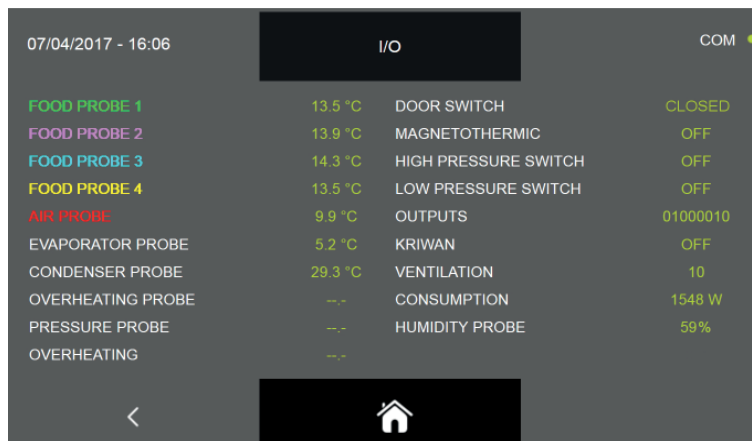 07/04/2017 - 16:06 I/O COM
FOOD PROBE 1 13.5 °C DOOR SWITCH CLOSED
FOOD PROBE 2 13.9 °C MAGNETOTHERMIC OFF
FOOD PROBE 3 14.3 °C HIGH PRESSURE SWITCH OFF
FOOD PROBE 4 13.5 °C LOW PRESSURE SWITCH OFF
AIR PROBE 9.9 °C OUTPUTS 01000010
EVAPORATOR PROBE 5.2 °C KRIWAN OFF
CONDENSER PROBE 29.3 °C VENTILATION 10
OVERHEATING PROBE --.- CONSUMPTION 1548 W
PRESSURE PROBE --.- HUMIDITY PROBE 59%
OVERHEATING --.-